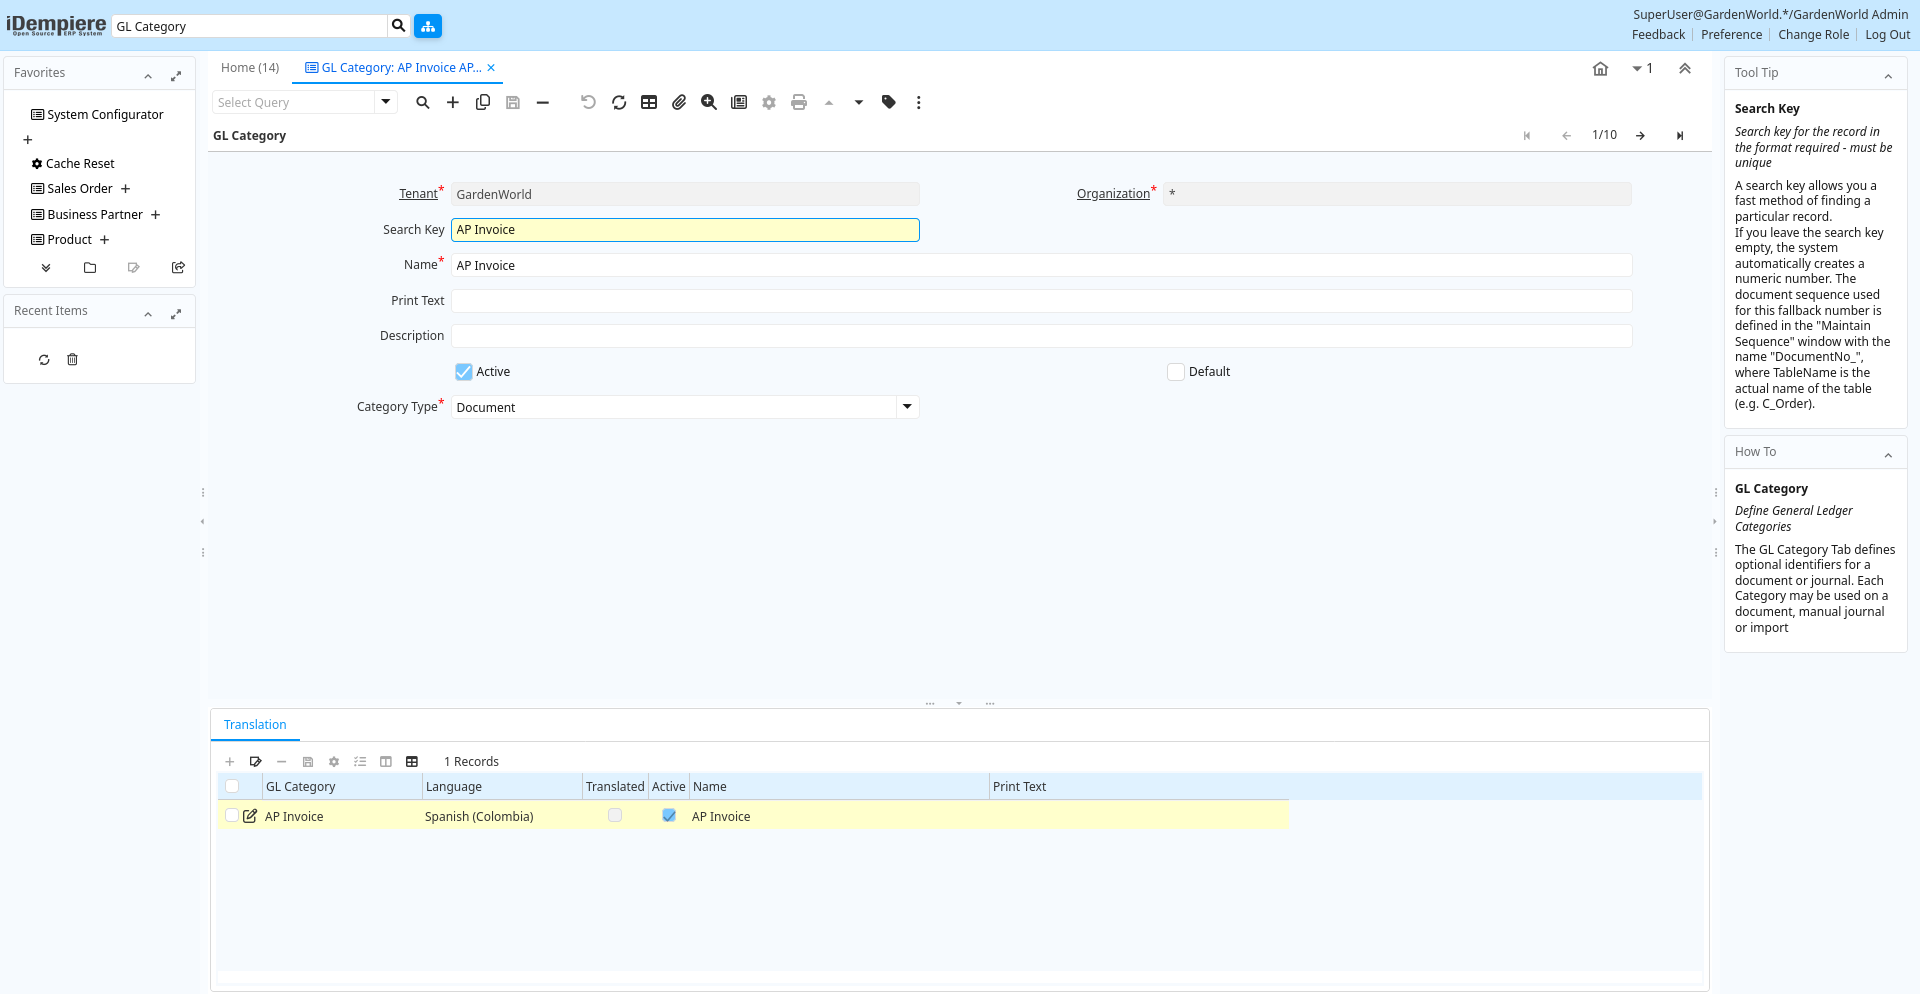 iDempiere
Open Source ERP System
GL Category
SuperUser@GardenWorld.*/GardenWorld Admin
Feedback
Preference
Change Role
Log Out
Favorites
System Configurator
Cache Reset
Sales Order
Business Partner
Product
Recent Items
Home (14)
GL Category: AP Invoice AP...
1
Select Query
GL Category
1/10
Tenant*
GardenWorld
Organization*
*
Search Key
AP Invoice
Name*
AP Invoice
Print Text
Description
Active
Default
Category Type*
Document
Translation
1 Records
GL Category
Language
Translated
Active
Name
Print Text
AP Invoice
Spanish (Colombia)
AP Invoice
Tool Tip
Search Key
Search key for the record in
the format required - must be
unique
A search key allows you a
fast method of finding a
particular record.
If you leave the search key
empty, the system
automatically creates a
numeric number. The
document sequence used
for this fallback number is
defined in the "Maintain
Sequence" window with the
name "DocumentNo_",
where TableName is the
actual name of the table
(e.g. C_Order).
How To
GL Category
Define General Ledger
Categories
The GL Category Tab defines
optional identifiers for a
document or journal. Each
Category may be used on a
document, manual journal
or import